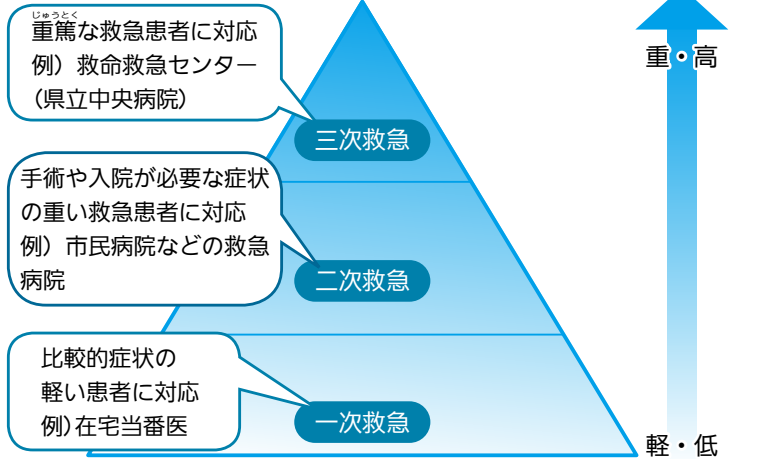 じゅうとく
重篤な救急患者に対応
例）救命救急センター
（県立中央病院）
三次救急
手術や入院が必要な症状
の重い救急患者に対応
例）市民病院などの救急
病院
二次救急
比較的症状の
軽い患者に対応
例）在宅当番医
一次救急
重・高
軽・低